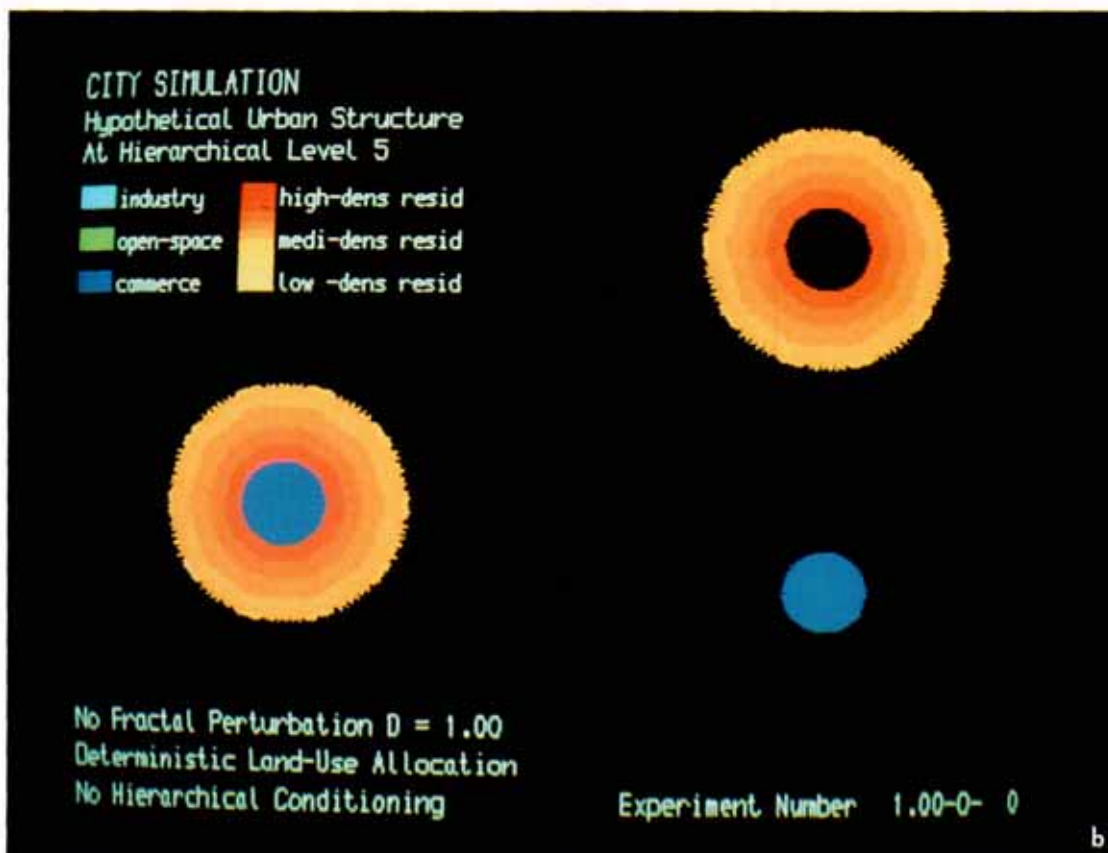 CITY SIMULATION
Hypothetical Urban Structure
At Hierarchical Level 5
industry
high-dens resid
open-space
medi-dens resid
commerce
low -dens resid
No Fractal Perturbation D = 1.00
Deterministic Land-Use Allocation
No Hierarchical Conditioning
Experiment Number 1.00-0- 0
b